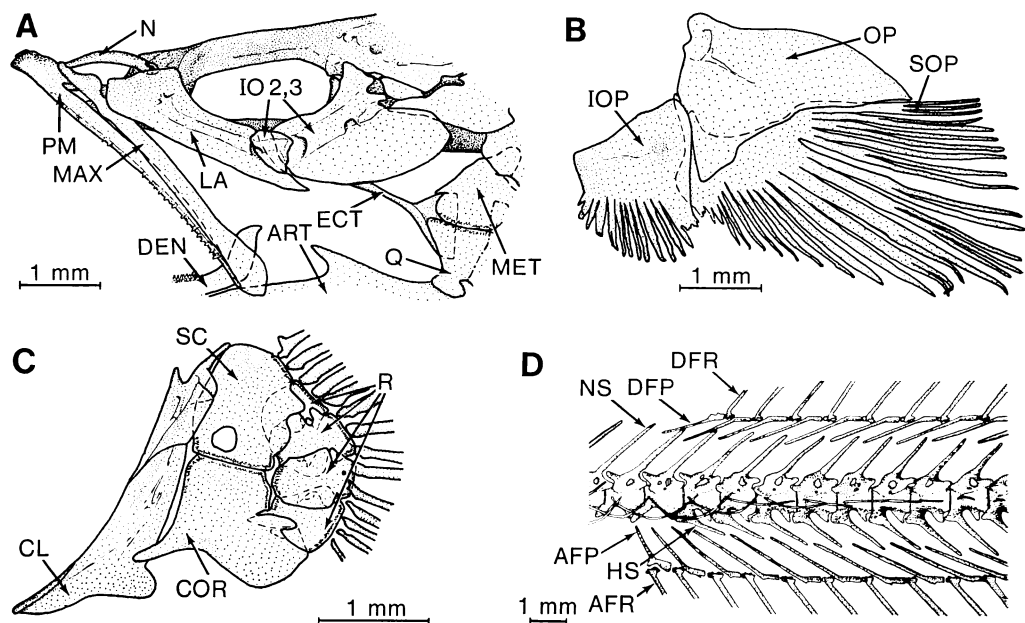 A
N
IO 2,3
PM
MAX
LA
ECT
ART
DEN
Q
MET
1 mm
B
OP
SOP
IOP
1 mm
C
SC
R
CL
COR
1 mm
D
DFR
NS
DFP
AFP
HS
AFR
1 mm